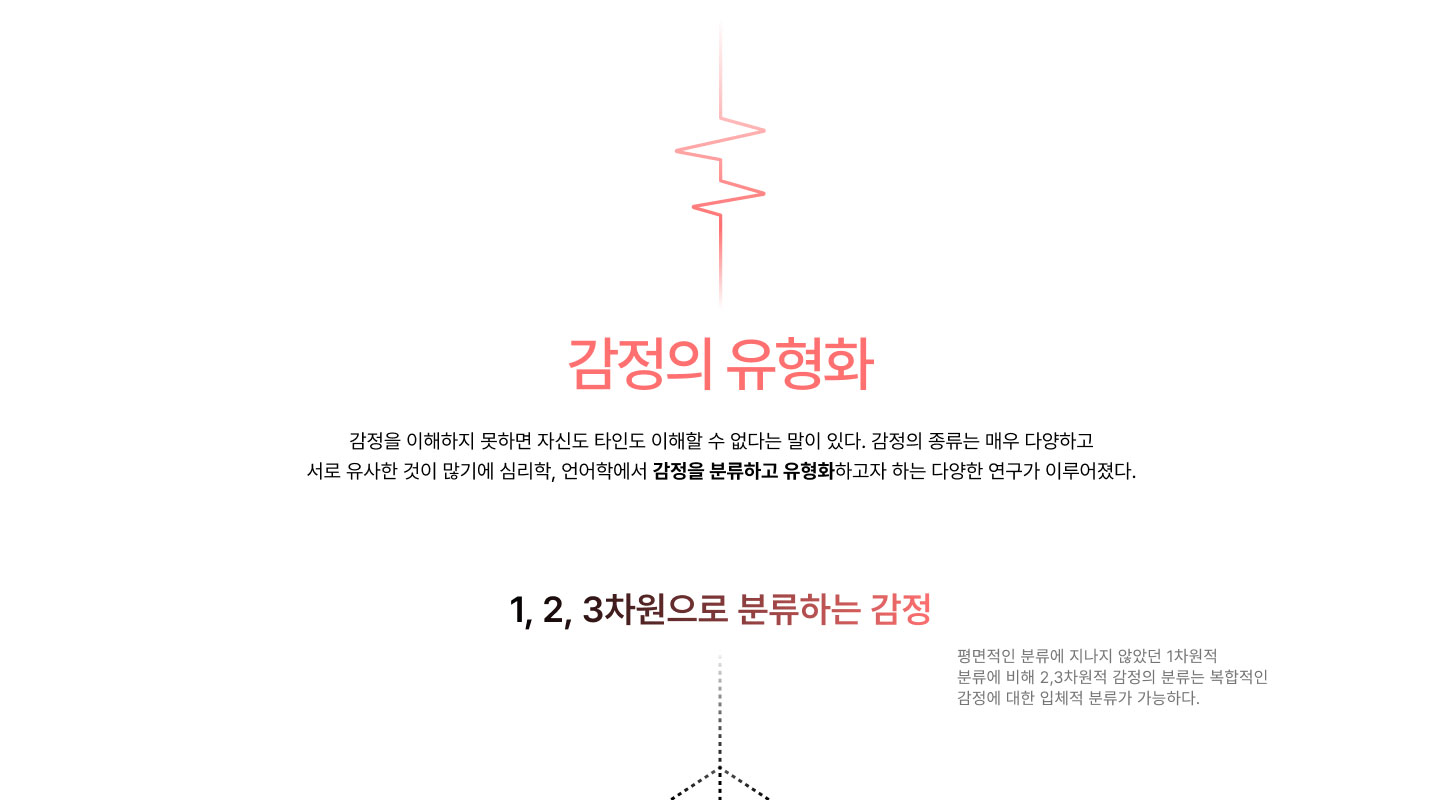 감정의 유형화
감정을 이해하지 못하면 자신도 타인도 이해할 수 없다는 말이 있다. 감정의 종류는 매우 다양하고
서로 유사한 것이 많기에 심리학, 언어학에서 감정을 분류하고 유형화하고자 하는 다양한 연구가 이루어졌다.
1, 2, 3차원으로 분류하는 감정
평면적인 분류에 지나지 않았던 1차원적
분류에 비해 2,3차원적 감정의 분류는 복합적인
감정에 대한 입체적 분류가 가능하다.